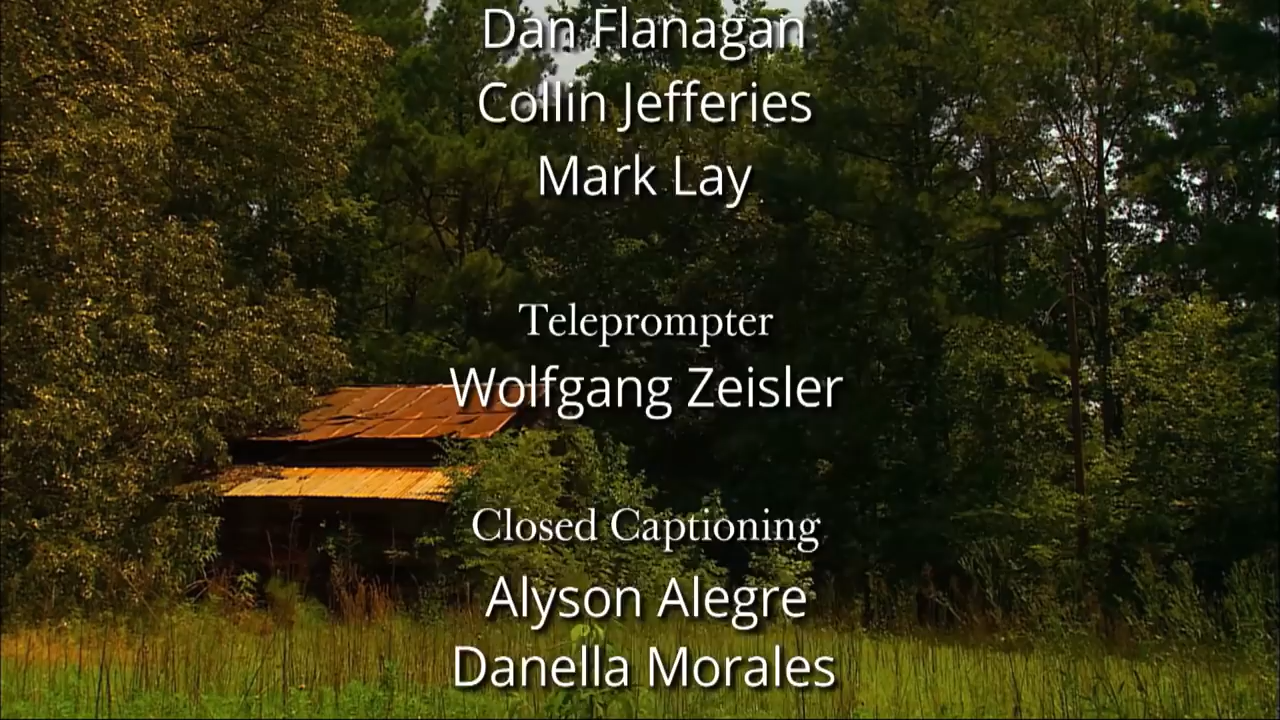 Dan Flanagan
Collin Jefferies
Mark Lay
Teleprompter
Wolfgang Zeisler
Closed Captioning
Alyson Alegre
Danella Morales